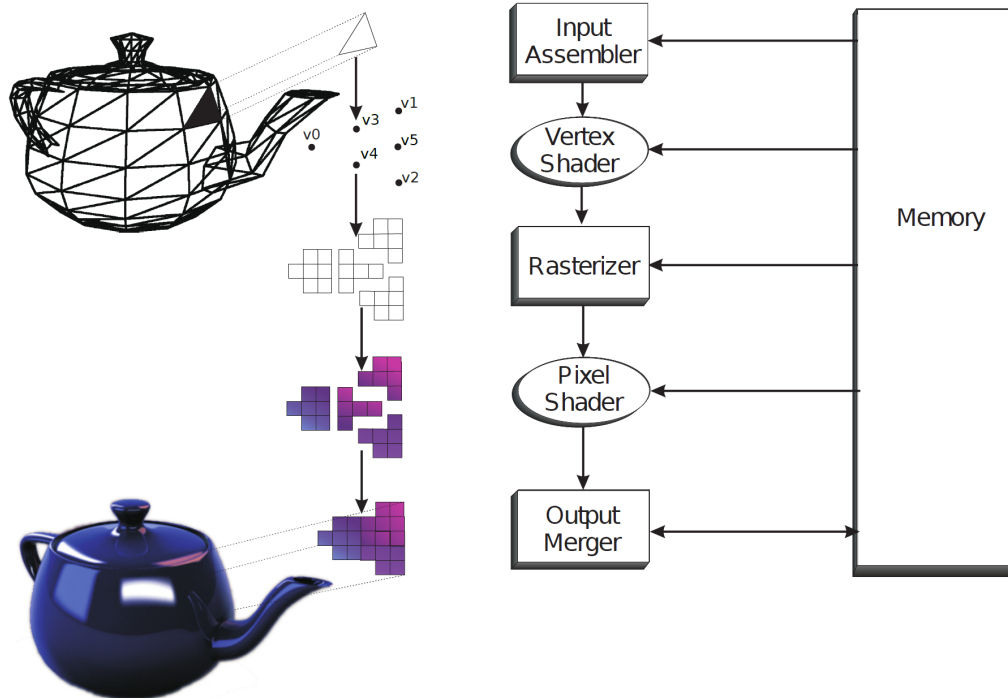 Input
Assembler
v1
v3
v0
v5
v4
v2
Vertex
Shader
Memory
Rasterizer
Pixel
Shader
Output
Merger